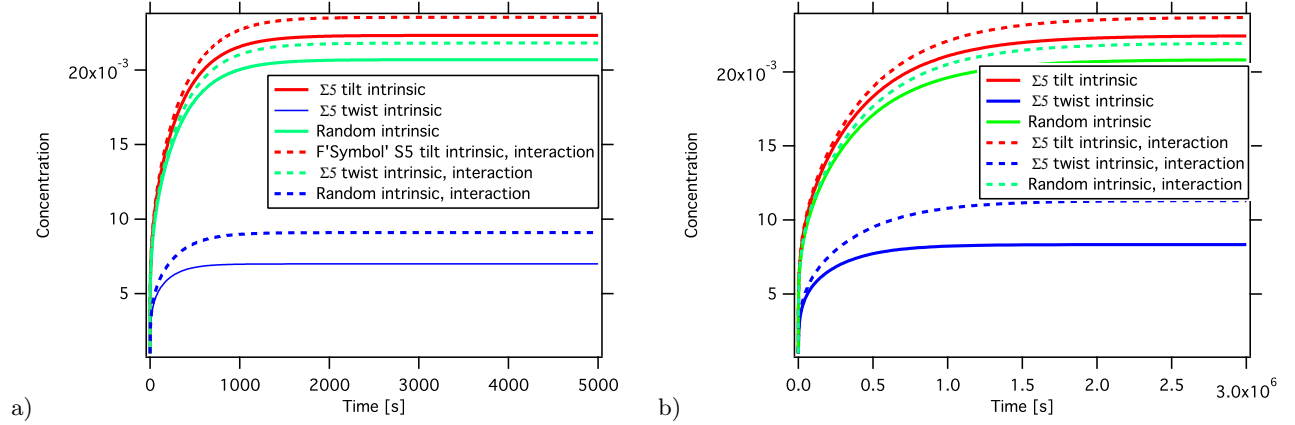 20x10⁻³
15
10
5
Concentration
Σ5 tilt intrinsic
Σ5 twist intrinsic
Random intrinsic
F'Symbol' S5 tilt intrinsic, interaction
Σ5 twist intrinsic, interaction
Random intrinsic, interaction
0 1000 2000 3000 4000 5000
Time [s]
a)
20x10⁻³
15
10
5
Concentration
Σ5 tilt intrinsic
Σ5 twist intrinsic
Random intrinsic
Σ5 tilt intrinsic, interaction
Σ5 twist intrinsic, interaction
Random intrinsic, interaction
0.0 0.5 1.0 1.5 2.0 2.5 3.0x10⁶
Time [s]
b)